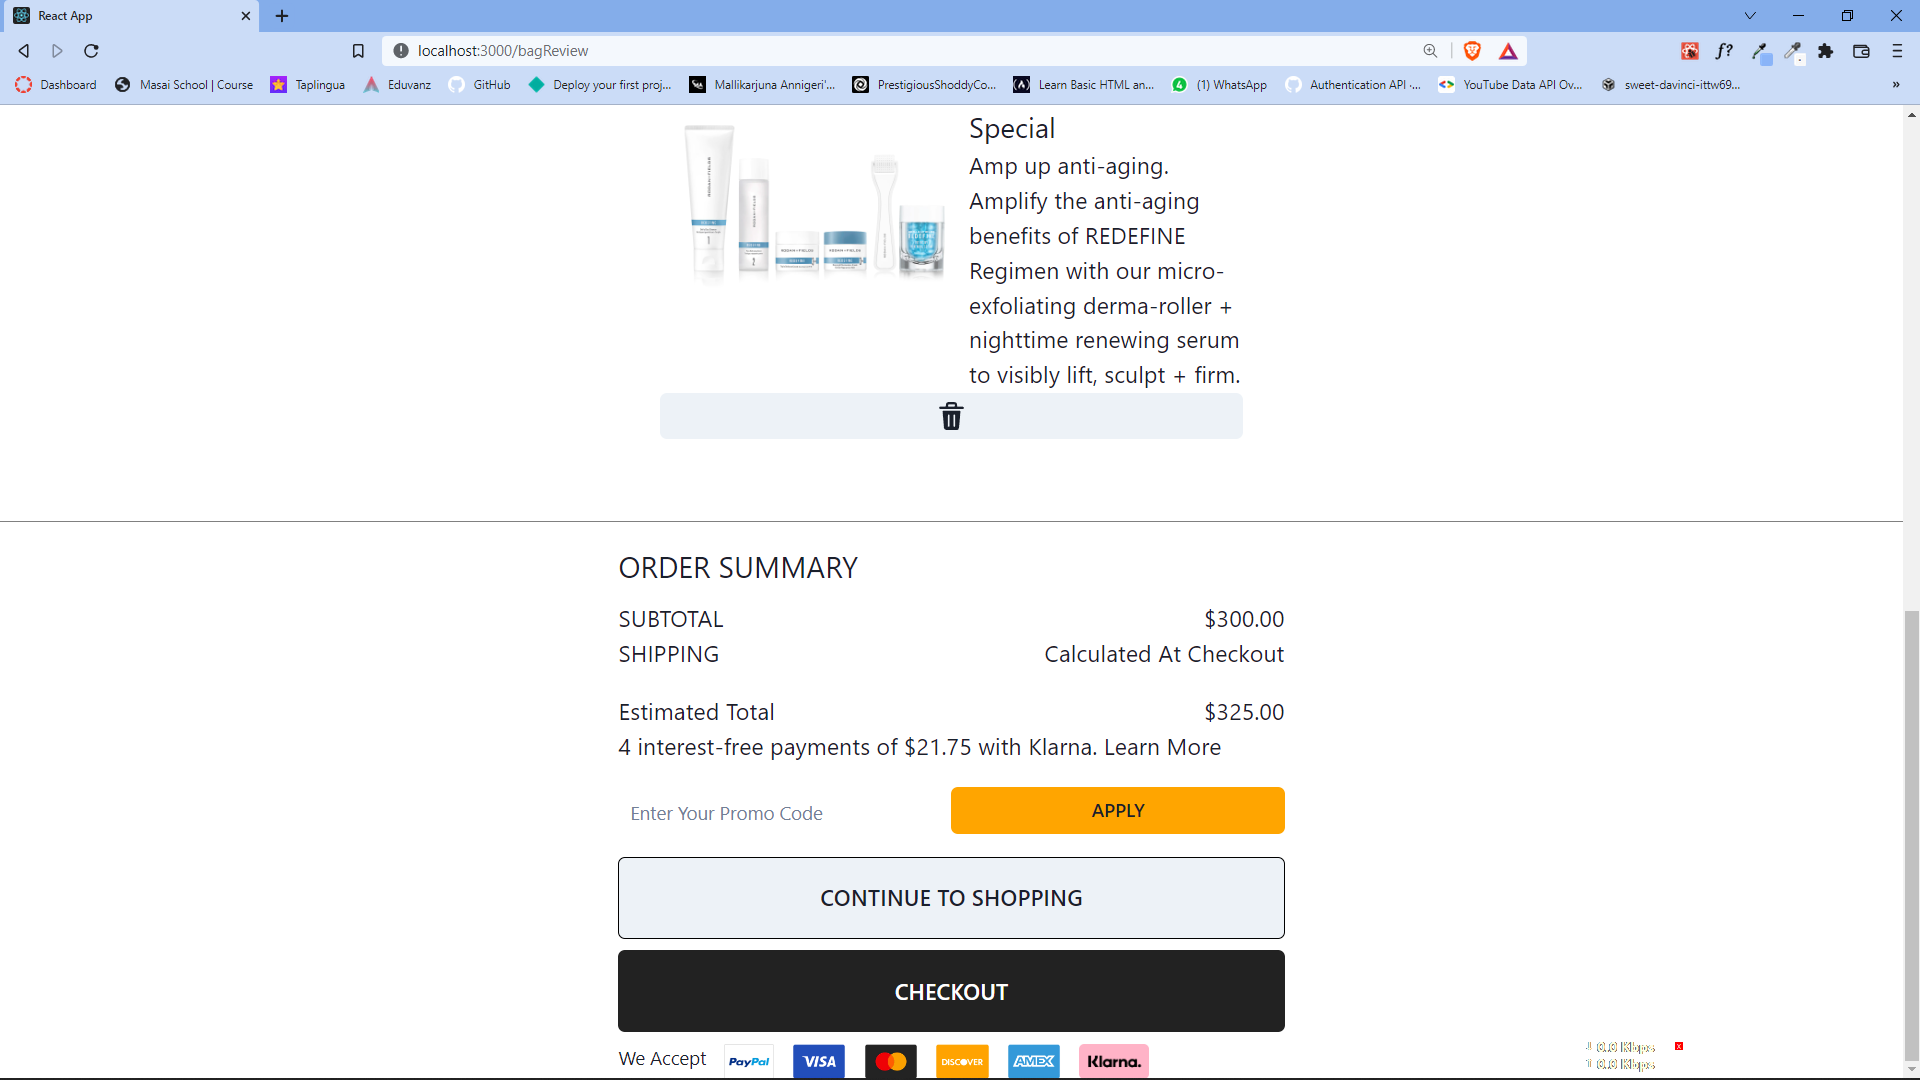 React App
localhost:3000/bagReview
Dashboard
Masai School | Course
Taplingua
Eduvanz
GitHub
Deploy your first proj...
Mallikarjuna Annigeri'...
PrestigiousShoddyCo...
Learn Basic HTML an...
(1) WhatsApp
Authentication API ·...
YouTube Data API Ov...
sweet-davinci-ittw69...
»
Special
Amp up anti-aging.
Amplify the anti-aging
benefits of REDEFINE
Regimen with our micro-
exfoliating derma-roller +
nighttime renewing serum
to visibly lift, sculpt + firm.
RODAN+FIELDS
REDEFINE
ORDER SUMMARY
SUBTOTAL $300.00
SHIPPING Calculated At Checkout
Estimated Total $325.00
4 interest-free payments of $21.75 with Klarna. Learn More
Enter Your Promo Code
APPLY
CONTINUE TO SHOPPING
CHECKOUT
We Accept PayPal VISA DISCOVER AMEX Klarna.
0.0 Kbps
0.0 Kbps